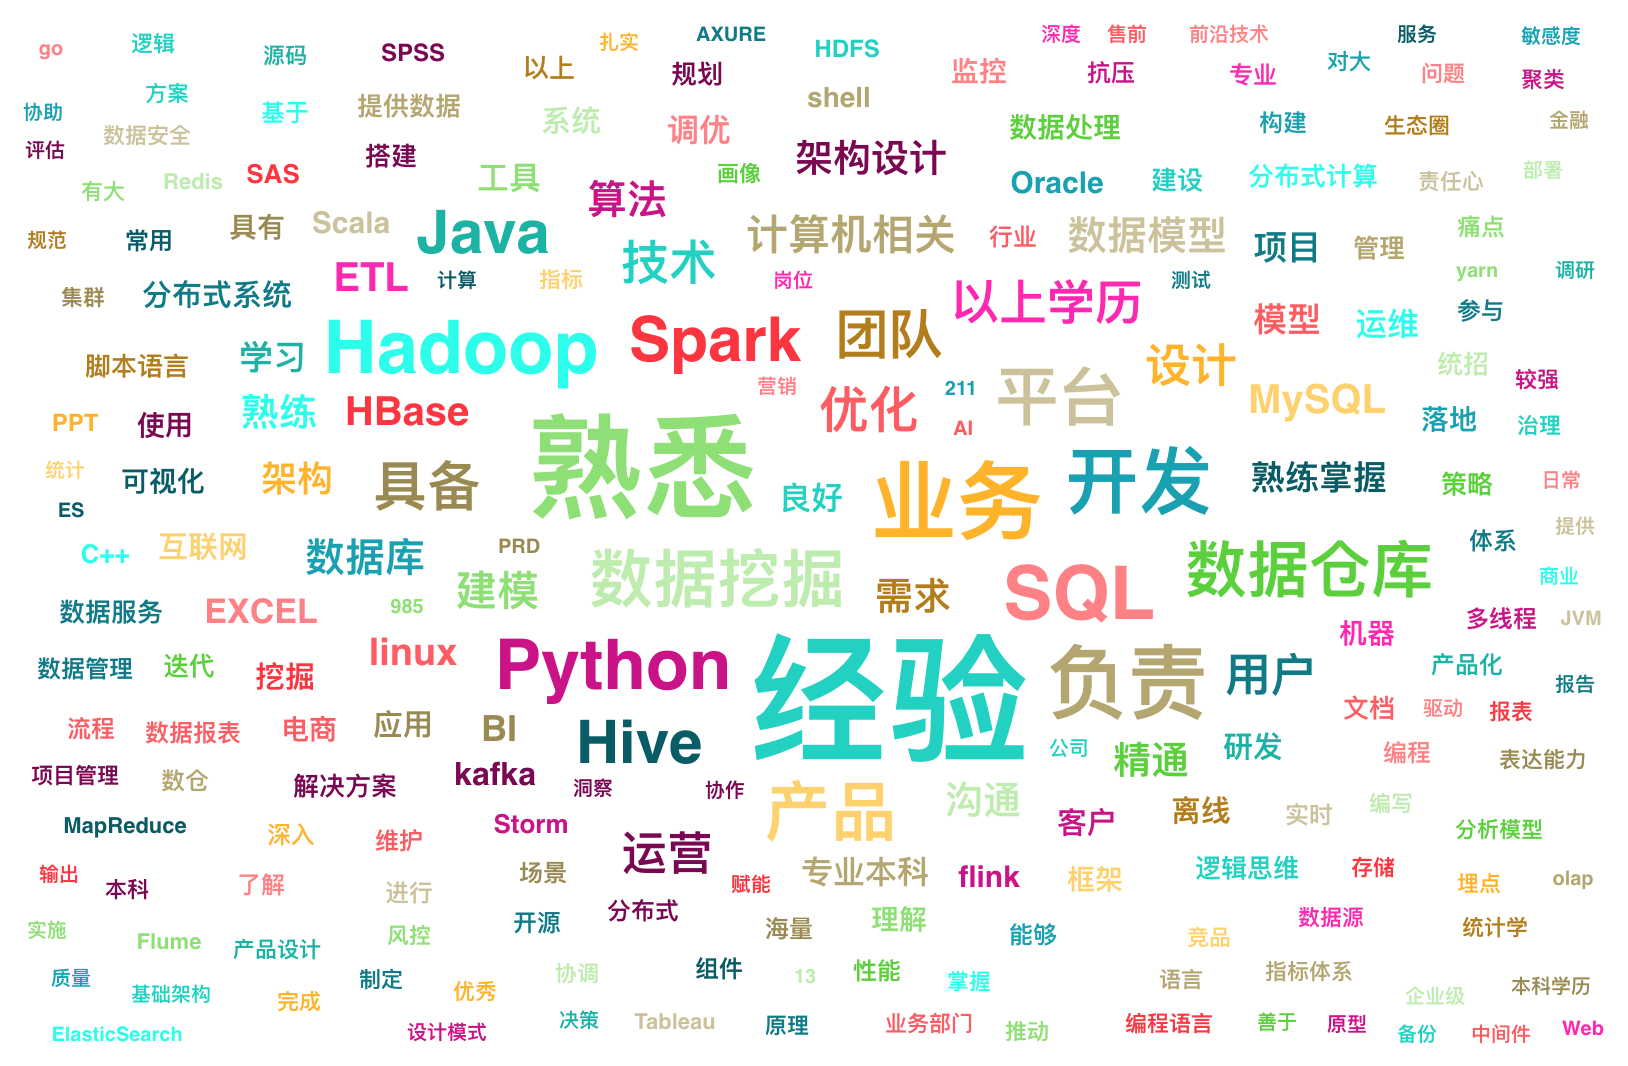 go
逻辑
源码
SPSS
以上
扎实
规划
AXURE
HDFS
监控
深度
售前
前沿技术
抗压
专业
对大
服务
问题
敏感度
聚类
协助
方案
基于
提供数据
系统
shell
调优
数据处理
构建
生态圈
金融
评估
数据安全
搭建
架构设计
有大
Redis
SAS
工具
算法
画像
Oracle
建设
分布式计算
责任心
部署
规范
常用
具有
Scala
Java
技术
计算机相关
行业
数据模型
项目
管理
痛点
集群
分布式系统
ETL
计算
指标
岗位
以上学历
测试
yarn
调研
参与
脚本语言
学习
Hadoop
Spark
团队
设计
模型
运维
统招
较强
PPT
使用
熟练
HBase
营销
优化
211
AI
平台
MySQL
落地
治理
统计
可视化
架构
具备
熟悉
良好
业务
开发
熟练掌握
策略
日常
ES
C++
互联网
数据库
PRD
建模
数据挖掘
需求
SQL
数据仓库
体系
提供
商业
数据服务
EXCEL
985
机器
多线程
JVM
数据管理
迭代
挖掘
linux
Python
经验
负责
用户
产品化
报告
流程
数据报表
电商
应用
BI
Hive
公司
精通
研发
文档
驱动
报表
编程
表达能力
项目管理
数仓
解决方案
kafka
洞察
协作
产品
沟通
客户
离线
实时
编写
MapReduce
深入
维护
Storm
运营
分析模型
输出
本科
了解
进行
场景
赋能
专业本科
flink
框架
逻辑思维
存储
埋点
olap
实施
Flume
产品设计
风控
开源
分布式
海量
理解
能够
竞品
数据源
统计学
质量
基础架构
完成
制定
优秀
协调
组件
13
性能
掌握
语言
指标体系
企业级
本科学历
ElasticSearch
设计模式
决策
Tableau
原理
业务部门
推动
编程语言
善于
原型
备份
中间件
Web